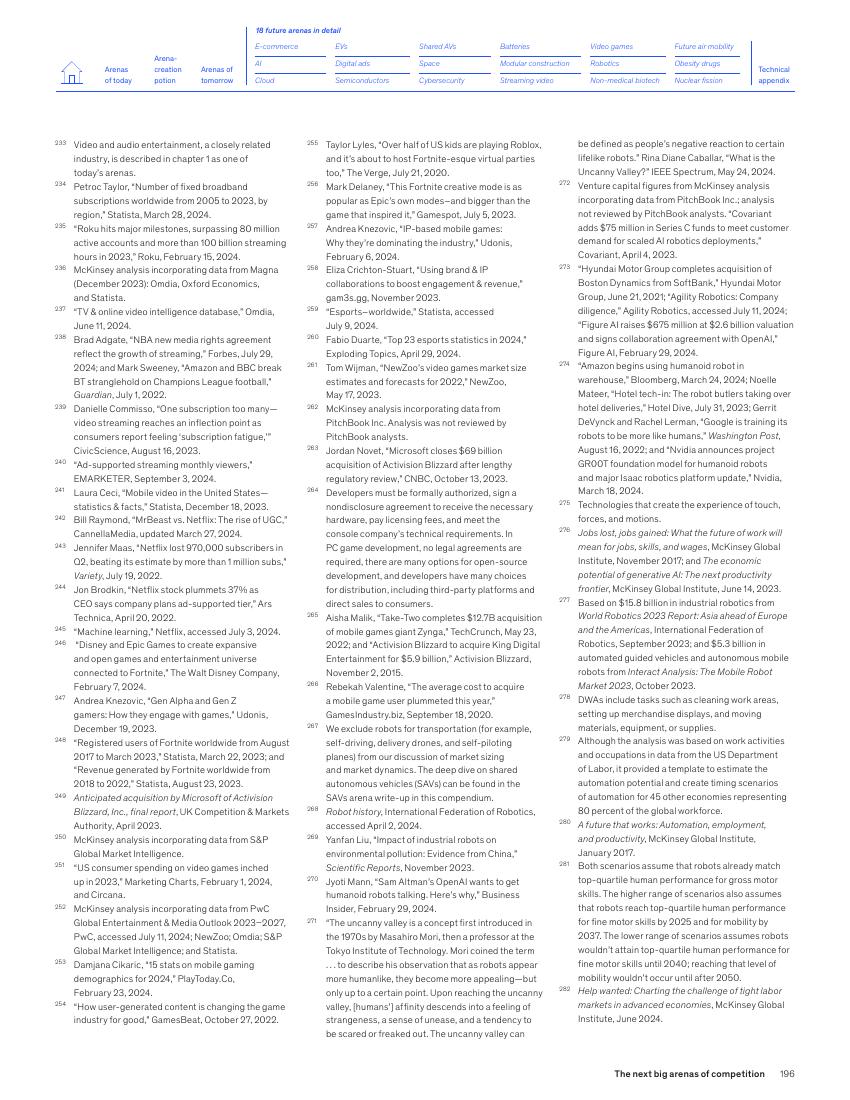 18 future arenas in detail
Arenas
of today
Arena-
creation
potion
Arenas of
tomorrow
E-commerce
EVs
Shared AVs
Batteries
Video games
Future air mobility
AI
Digital ads
Space
Modular construction
Robotics
Obesity drugs
Cloud
Semiconductors
Cybersecurity
Streaming video
Non-medical biotech
Nuclear fission
Technical
appendix
233 Video and audio entertainment, a closely related
industry, is described in chapter 1 as one of
today’s arenas.
234 Petroc Taylor, “Number of fixed broadband
subscriptions worldwide from 2005 to 2023, by
region,” Statista, March 28, 2024.
235 “Roku hits major milestones, surpassing 80 million
active accounts and more than 100 billion streaming
hours in 2023,” Roku, February 15, 2024.
236 McKinsey analysis incorporating data from Magna
(December 2023): Omdia, Oxford Economics,
and Statista.
237 “TV & online video intelligence database,” Omdia,
June 11, 2024.
238 Brad Adgate, “NBA new media rights agreement
reflect the growth of streaming,” Forbes, July 29,
2024; and Mark Sweeney, “Amazon and BBC break
BT stranglehold on Champions League football,”
Guardian, July 1, 2022.
239 Danielle Commisso, “One subscription too many—
video streaming reaches an inflection point as
consumers report feeling ‘subscription fatigue,’”
CivicScience, August 16, 2023.
240 “Ad-supported streaming monthly viewers,”
EMARKETER, September 3, 2024.
241 Laura Ceci, “Mobile video in the United States—
statistics & facts,” Statista, December 18, 2023.
242 Bill Raymond, “MrBeast vs. Netflix: The rise of UGC,”
CannellaMedia, updated March 27, 2024.
243 Jennifer Maas, “Netflix lost 970,000 subscribers in
Q2, beating its estimate by more than 1 million subs,”
Variety, July 19, 2022.
244 Jon Brodkin, “Netflix stock plummets 37% as
CEO says company plans ad-supported tier,” Ars
Technica, April 20, 2022.
245 “Machine learning,” Netflix, accessed July 3, 2024.
246 “Disney and Epic Games to create expansive
and open games and entertainment universe
connected to Fortnite,” The Walt Disney Company,
February 7, 2024.
247 Andrea Knezovic, “Gen Alpha and Gen Z
gamers: How they engage with games,” Udonis,
December 19, 2023.
248 “Registered users of Fortnite worldwide from August
2017 to March 2023,” Statista, March 22, 2023; and
“Revenue generated by Fortnite worldwide from
2018 to 2022,” Statista, August 23, 2023.
249 Anticipated acquisition by Microsoft of Activision
Blizzard, Inc., final report, UK Competition & Markets
Authority, April 2023.
250 McKinsey analysis incorporating data from S&P
Global Market Intelligence.
251 “US consumer spending on video games inched
up in 2023,” Marketing Charts, February 1, 2024,
and Circana.
252 McKinsey analysis incorporating data from PwC
Global Entertainment & Media Outlook 2023–2027,
PwC, accessed July 11, 2024; NewZoo; Omdia; S&P
Global Market Intelligence; and Statista.
253 Damjana Cikaric, “15 stats on mobile gaming
demographics for 2024,” PlayToday.Co,
February 23, 2024.
254 “How user-generated content is changing the game
industry for good,” GamesBeat, October 27, 2022.
255 Taylor Lyles, “Over half of US kids are playing Roblox,
and it’s about to host Fortnite-esque virtual parties
too,” The Verge, July 21, 2020.
256 Mark Delaney, “This Fortnite creative mode is as
popular as Epic’s own modes—and bigger than the
game that inspired it,” Gamespot, July 5, 2023.
257 Andrea Knezovic, “IP-based mobile games:
Why they’re dominating the industry,” Udonis,
February 6, 2024.
258 Eliza Crichton-Stuart, “Using brand & IP
collaborations to boost engagement & revenue,”
gam3s.gg, November 2023.
259 “Esports—worldwide,” Statista, accessed
July 9, 2024.
260 Fabio Duarte, “Top 23 esports statistics in 2024,”
Exploding Topics, April 29, 2024.
261 Tom Wijman, “NewZoo’s video games market size
estimates and forecasts for 2022,” NewZoo,
May 17, 2023.
262 McKinsey analysis incorporating data from
PitchBook Inc. Analysis was not reviewed by
PitchBook analysts.
263 Jordan Novet, “Microsoft closes $69 billion
acquisition of Activision Blizzard after lengthy
regulatory review,” CNBC, October 13, 2023.
264 Developers must be formally authorized, sign a
nondisclosure agreement to receive the necessary
hardware, pay licensing fees, and meet the
console company’s technical requirements. In
PC game development, no legal agreements are
required, there are many options for open-source
development, and developers have many choices
for distribution, including third-party platforms and
direct sales to consumers.
265 Aisha Malik, “Take-Two completes $12.7B acquisition
of mobile games giant Zynga,” TechCrunch, May 23,
2022; and “Activision Blizzard to acquire King Digital
Entertainment for $5.9 billion,” Activision Blizzard,
November 2, 2015.
266 Rebekah Valentine, “The average cost to acquire
a mobile game user plummeted this year,”
GamesIndustry.biz, September 18, 2020.
267 We exclude robots for transportation (for example,
self-driving, delivery drones, and self-piloting
planes) from our discussion of market sizing
and market dynamics. The deep dive on shared
autonomous vehicles (SAVs) can be found in the
SAVs arena write-up in this compendium.
268 Robot history, International Federation of Robotics,
accessed April 2, 2024.
269 Yanfan Liu, “Impact of industrial robots on
environmental pollution: Evidence from China,”
Scientific Reports, November 2023.
270 Jyoti Mann, “Sam Altman’s OpenAI wants to get
humanoid robots talking. Here’s why,” Business
Insider, February 29, 2024.
271 “The uncanny valley is a concept first introduced in
the 1970s by Masahiro Mori, then a professor at the
Tokyo Institute of Technology. Mori coined the term
. . . to describe his observation that as robots appear
more humanlike, they become more appealing—but
only up to a certain point. Upon reaching the uncanny
valley, [humans’] affinity descends into a feeling of
strangeness, a sense of unease, and a tendency to
be scared or freaked out. The uncanny valley can
be defined as people’s negative reaction to certain
lifelike robots.” Rina Diane Caballar, “What is the
Uncanny Valley?” IEEE Spectrum, May 24, 2024.
272 Venture capital figures from McKinsey analysis
incorporating data from PitchBook Inc.; analysis
not reviewed by PitchBook analysts. “Covariant
adds $75 million in Series C funds to meet customer
demand for scaled AI robotics deployments,”
Covariant, April 4, 2023.
273 “Hyundai Motor Group completes acquisition of
Boston Dynamics from SoftBank,” Hyundai Motor
Group, June 21, 2021; “Agility Robotics: Company
diligence,” Agility Robotics, accessed July 11, 2024;
“Figure AI raises $675 million at $2.6 billion valuation
and signs collaboration agreement with OpenAI,”
Figure AI, February 29, 2024.
274 “Amazon begins using humanoid robot in
warehouse,” Bloomberg, March 24, 2024; Noelle
Mateer, “Hotel tech-in: The robot butlers taking over
hotel deliveries,” Hotel Dive, July 31, 2023; Gerrit
DeVynck and Rachel Lerman, “Google is training its
robots to be more like humans,” Washington Post,
August 16, 2022; and “Nvidia announces project
GR00T foundation model for humanoid robots
and major Isaac robotics platform update,” Nvidia,
March 18, 2024.
275 Technologies that create the experience of touch,
forces, and motions.
276 Jobs lost, jobs gained: What the future of work will
mean for jobs, skills, and wages, McKinsey Global
Institute, November 2017; and The economic
potential of generative AI: The next productivity
frontier, McKinsey Global Institute, June 14, 2023.
277 Based on $15.8 billion in industrial robotics from
World Robotics 2023 Report: Asia ahead of Europe
and the Americas, International Federation of
Robotics, September 2023; and $5.3 billion in
automated guided vehicles and autonomous mobile
robots from Interact Analysis: The Mobile Robot
Market 2023, October 2023.
278 DWAs include tasks such as cleaning work areas,
setting up merchandise displays, and moving
materials, equipment, or supplies.
279 Although the analysis was based on work activities
and occupations in data from the US Department
of Labor, it provided a template to estimate the
automation potential and create timing scenarios
of automation for 45 other economies representing
80 percent of the global workforce.
280 A future that works: Automation, employment,
and productivity, McKinsey Global Institute,
January 2017.
281 Both scenarios assume that robots already match
top-quartile human performance for gross motor
skills. The higher range of scenarios also assumes
that robots reach top-quartile human performance
for fine motor skills by 2025 and for mobility by
2037. The lower range of scenarios assumes robots
wouldn’t attain top-quartile human performance for
fine motor skills until 2040; reaching that level of
mobility wouldn’t occur until after 2050.
282 Help wanted: Charting the challenge of tight labor
markets in advanced economies, McKinsey Global
Institute, June 2024.
The next big arenas of competition 196